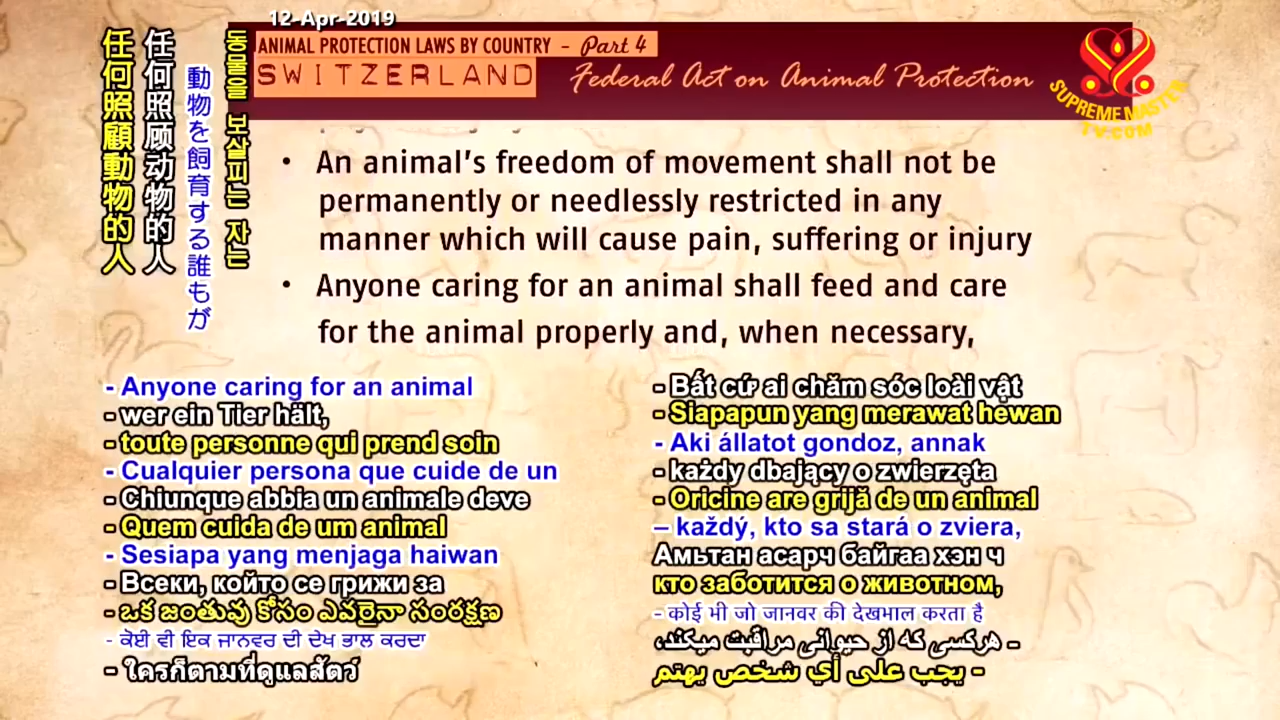 12-Apr-2019
ANIMAL PROTECTION LAWS BY COUNTRY - Part 4
SWITZERLAND
Federal Act on Animal Protection
SUPREME MASTER
TV.COM
任何照顧動物的人
任何照顾动物的人
動物を飼育する誰もが
동물을 보살피는 자는
• An animal's freedom of movement shall not be
permanently or needlessly restricted in any
manner which will cause pain, suffering or injury
• Anyone caring for an animal shall feed and care
for the animal properly and, when necessary,
- Anyone caring for an animal
- wer ein Tier hält,
- toute personne qui prend soin
- Cualquier persona que cuide de un
- Chiunque abbia un animale deve
- Quem cuida de um animal
- Sesiapa yang menjaga haiwan
- Всеки, който се грижи за
- ఒక జంతువు కోసం ఎవరైనా సంరక్షణ
- ਕੋਈ ਵੀ ਇਕ ਜਾਨਵਰ ਦੀ ਦੇਖ ਭਾਲ ਕਰਦਾ
- ใครก็ตามที่ดูแลสัตว์
- Bất cứ ai chăm sóc loài vật
- Siapapun yang merawat hewan
- Aki állatot gondoz, annak
- każdy dbający o zwierzęta
- Oricine are grijă de un animal
– každý, kto sa stará o zviera,
Амьтан асарч байгаа хэн ч
кто заботится о животном,
- कोई भी जो जानवर की देखभाल करता है
- هرکسی که از حیوانی مراقبت میکند،
- يجب على أي شخص يهتم